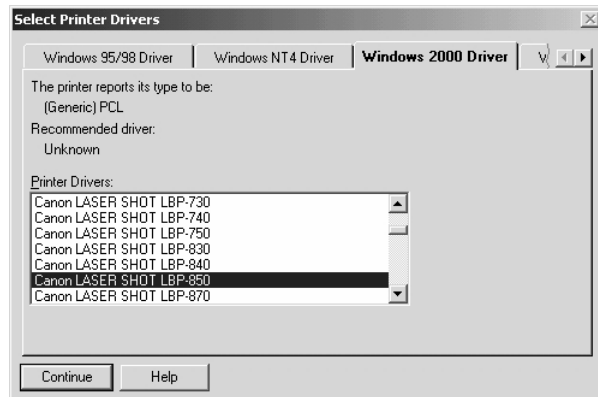 Select Printer Drivers
Windows 95/98 Driver Windows NT4 Driver Windows 2000 Driver
The printer reports its type to be:
(Generic) PCL
Recommended driver:
Unknown
Printer Drivers:
Canon LASER SHOT LBP-730
Canon LASER SHOT LBP-740
Canon LASER SHOT LBP-750
Canon LASER SHOT LBP-830
Canon LASER SHOT LBP-840
Canon LASER SHOT LBP-850
Canon LASER SHOT LBP-870
Continue Help